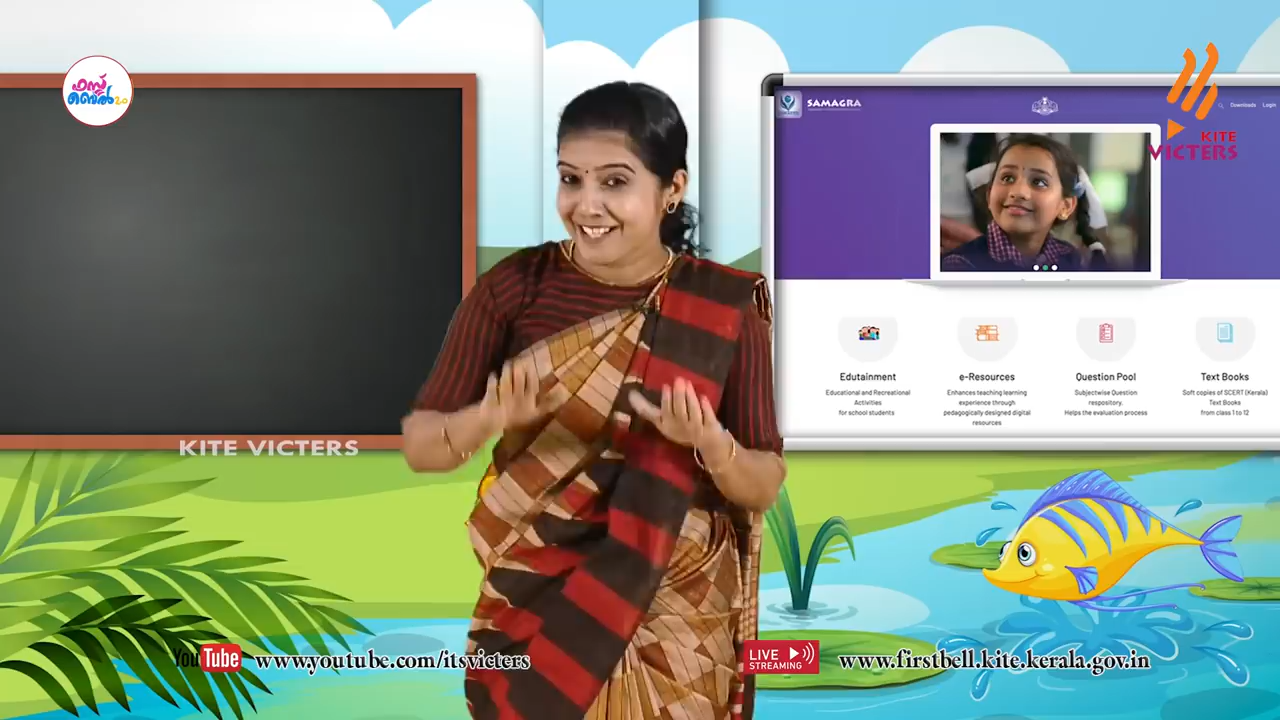 ഫസ്റ്റ്
ബെൽ 2.0
SAMAGRA
Downloads Login
KITE
VICTERS
Edutainment
Educational and Recreational
Activities
for school students
e-Resources
Enhances teaching learning
experience through
pedagogically designed digital
resources
Question Pool
Subjectwise Question
respository.
Helps the evaluation process
Text Books
Soft copies of SCERT (Kerala)
Text Books
from class 1 to 12
KITE VICTERS
YouTube www.youtube.com/itsvicters
LIVE
STREAMING
www.firstbell.kite.kerala.gov.in